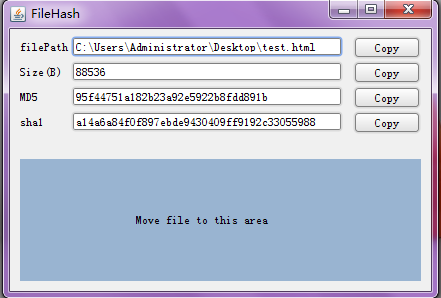 FileHash
filePath C:\Users\Administrator\Desktop\test.html Copy
Size(B) 88536 Copy
MD5 95f44751a182b23a92e5922b8fdd891b Copy
sha1 a14a6a84f0f897ebde9430409ff9192c33055988 Copy
Move file to this area